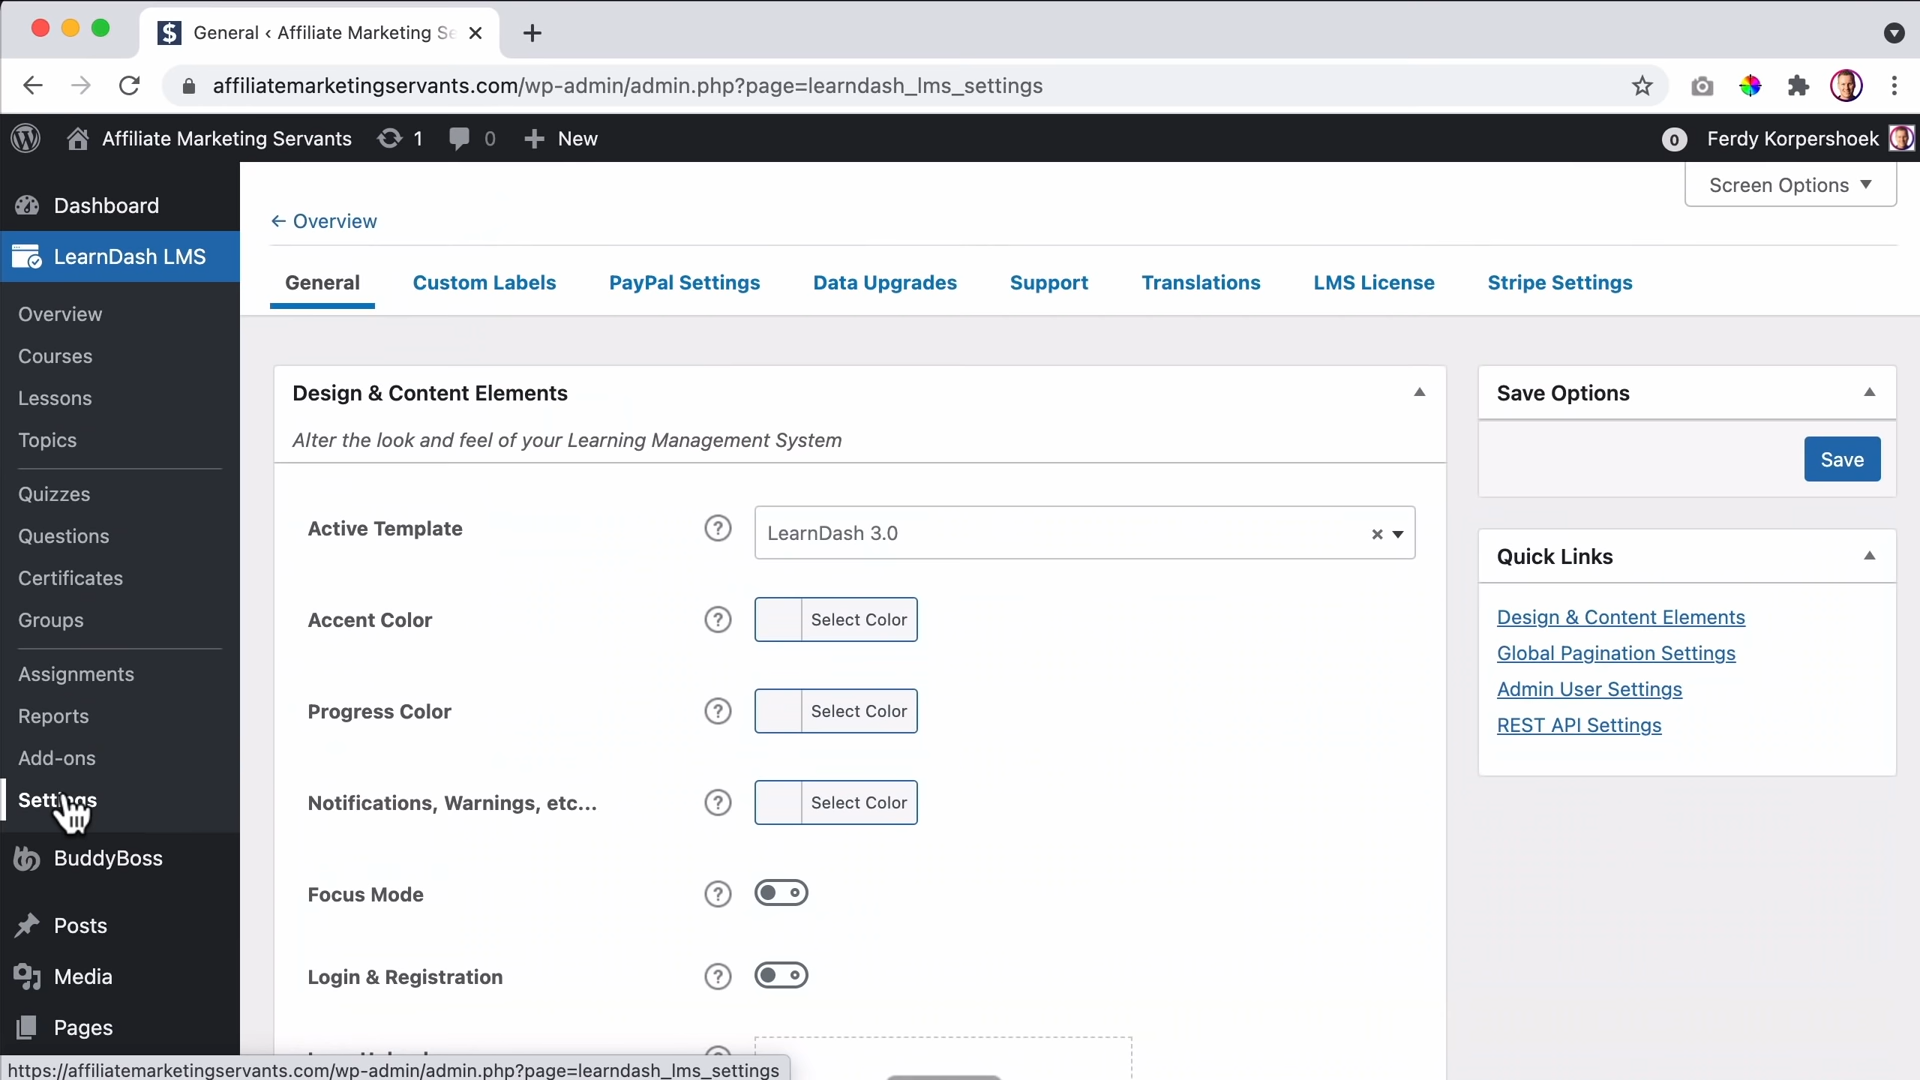 General ‹ Affiliate Marketing Se
affiliatemarketingservants.com/wp-admin/admin.php?page=learndash_lms_settings
Affiliate Marketing Servants 1 0 New 0 Ferdy Korpershoek
Screen Options
Dashboard
LearnDash LMS
Overview
Courses
Lessons
Topics
Quizzes
Questions
Certificates
Groups
Assignments
Reports
Add-ons
Settings
BuddyBoss
Posts
Media
Pages
← Overview
General Custom Labels PayPal Settings Data Upgrades Support Translations LMS License Stripe Settings
Design & Content Elements
Alter the look and feel of your Learning Management System
Active Template ? LearnDash 3.0 ×
Accent Color ? Select Color
Progress Color ? Select Color
Notifications, Warnings, etc... ? Select Color
Focus Mode ?
Login & Registration ?
Save Options
Save
Quick Links
Design & Content Elements
Global Pagination Settings
Admin User Settings
REST API Settings
https://affiliatemarketingservants.com/wp-admin/admin.php?page=learndash_lms_settings